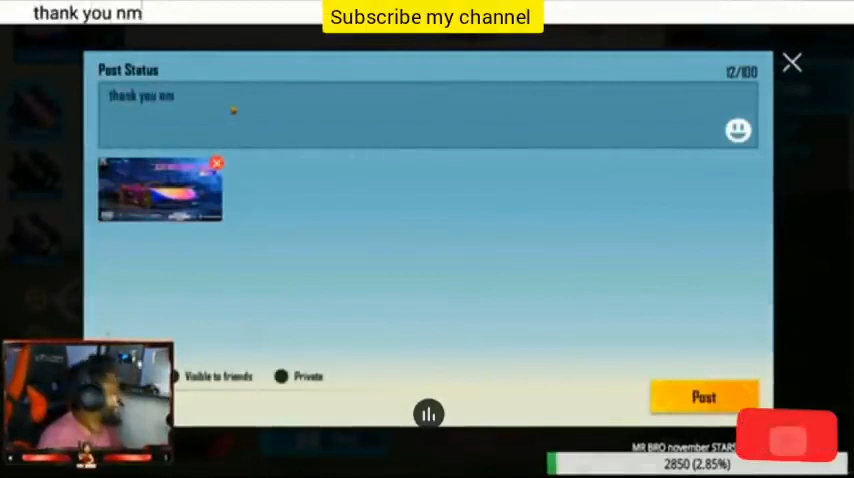 thank you nm
Subscribe my channel
Post Status
12/100
thank you nm
Visible to friends
Private
Post
MR BRO november STARS
2850 (2.85%)